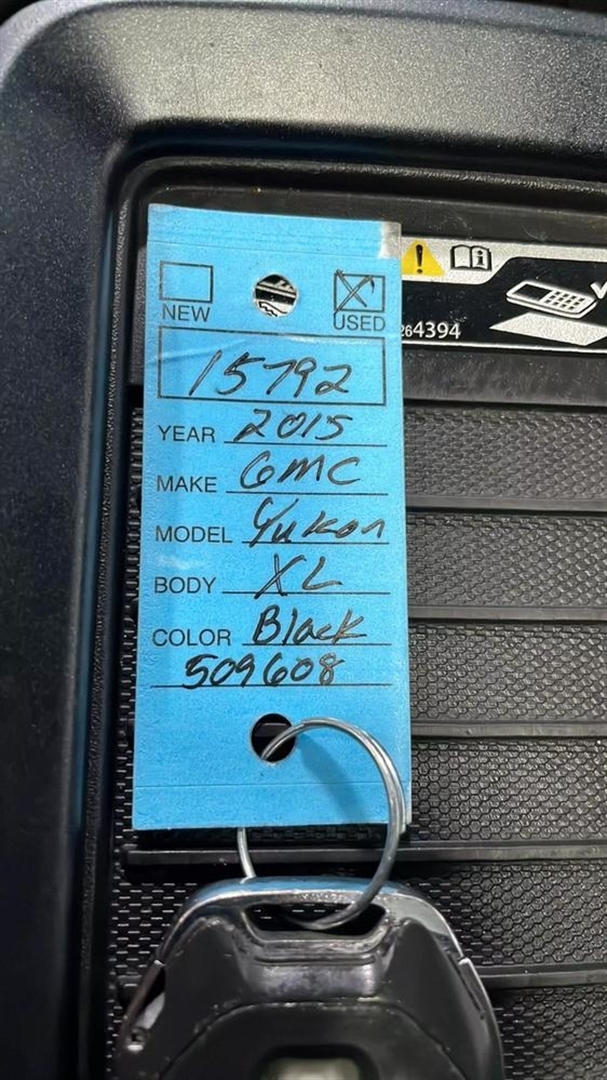 NEW USED
15792
YEAR 2015
MAKE GMC
MODEL Yukon
BODY XL
COLOR Black
509608
264394